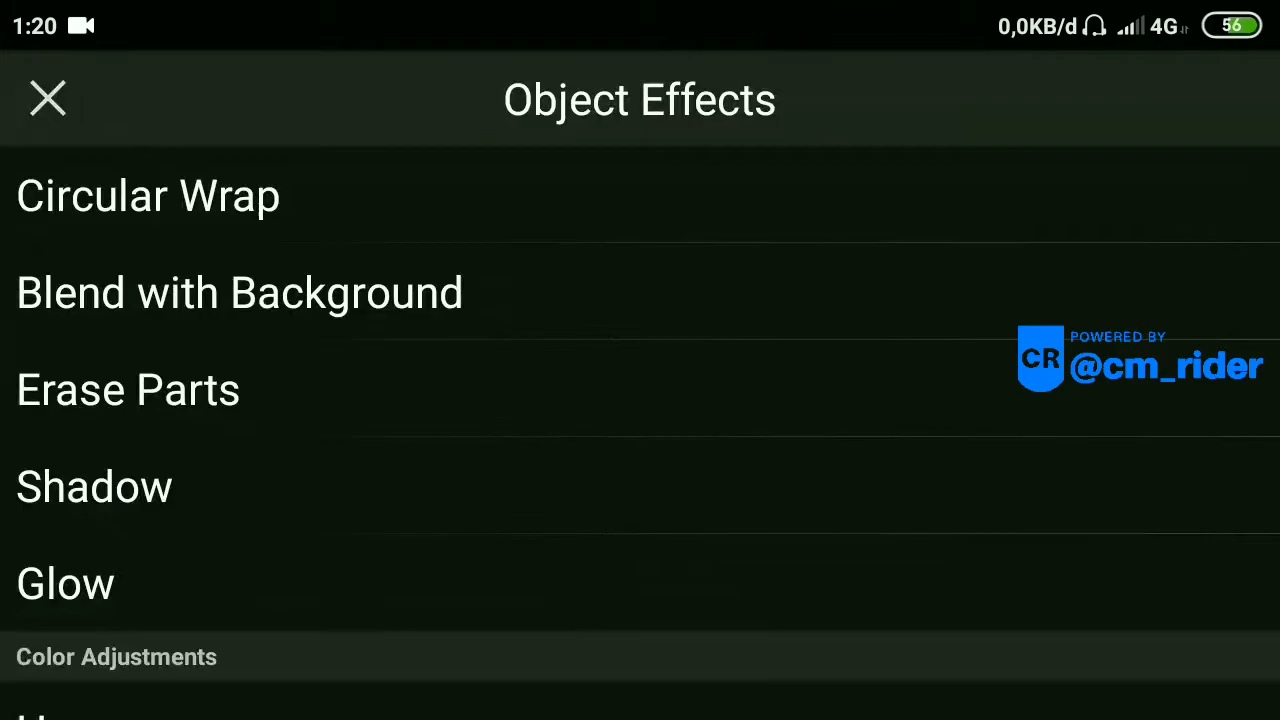 1:20
0,0KB/d 4G 56
Object Effects
Circular Wrap
Blend with Background
CR POWERED BY
@cm_rider
Erase Parts
Shadow
Glow
Color Adjustments